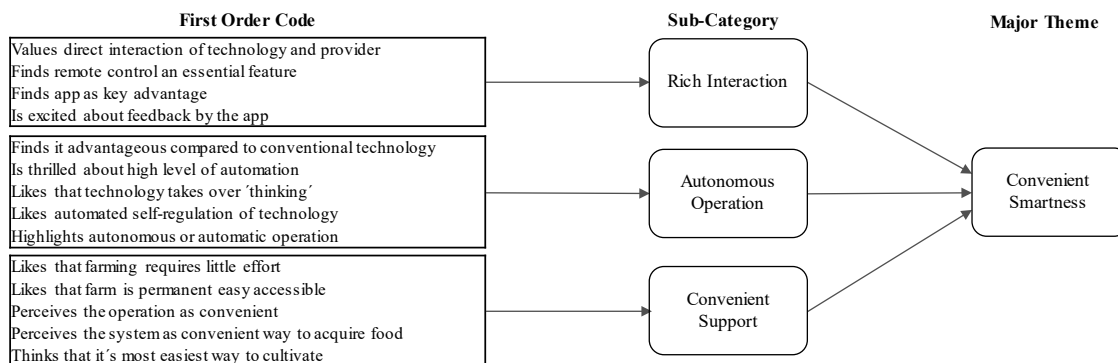 First Order Code
Sub-Category
Major Theme
Values direct interaction of technology and provider
Finds remote control an essential feature
Finds app as key advantage
Is excited about feedback by the app
Rich Interaction
Finds it advantageous compared to conventional technology
Is thrilled about high level of automation
Likes that technology takes over ´thinking´
Likes automated self-regulation of technology
Highlights autonomous or automatic operation
Autonomous
Operation
Convenient
Smartness
Likes that farming requires little effort
Likes that farm is permanent easy accessible
Perceives the operation as convenient
Perceives the system as convenient way to acquire food
Thinks that it´s most easiest way to cultivate
Convenient
Support